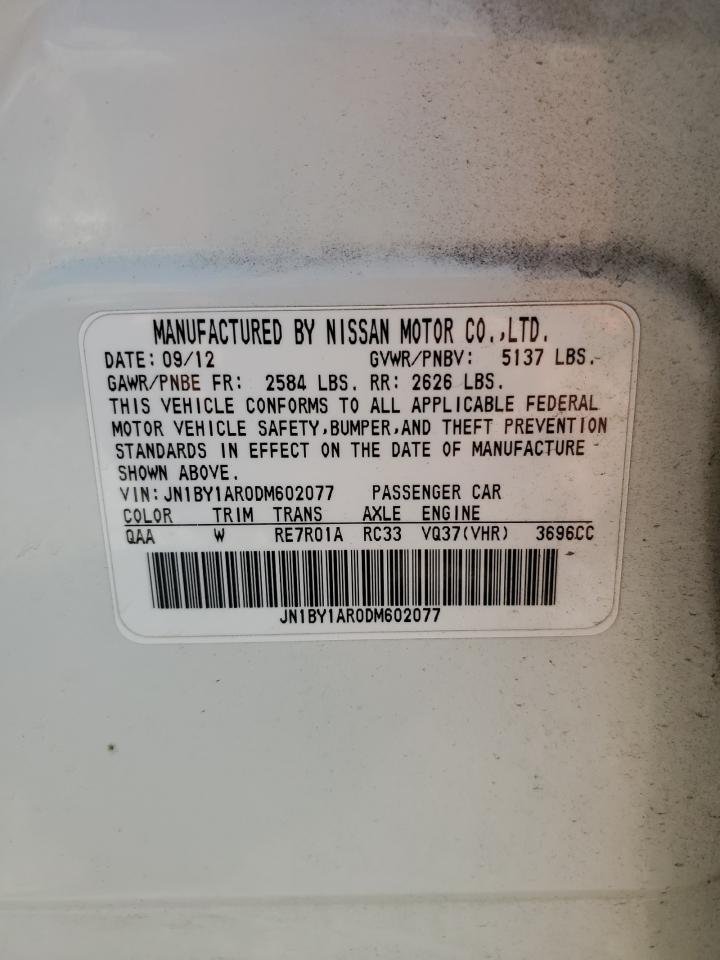 MANUFACTURED BY NISSAN MOTOR CO.,LTD.
DATE: 09/12 GVWR/PNBV: 5137 LBS.
GAWR/PNBE FR: 2584 LBS. RR: 2626 LBS.
THIS VEHICLE CONFORMS TO ALL APPLICABLE FEDERAL
MOTOR VEHICLE SAFETY,BUMPER,AND THEFT PREVENTION
STANDARDS IN EFFECT ON THE DATE OF MANUFACTURE
SHOWN ABOVE.
VIN: JN1BY1AR0DM602077 PASSENGER CAR
COLOR TRIM TRANS AXLE ENGINE
QAA W RE7R01A RC33 VQ37(VHR) 3696CC
JN1BY1AR0DM602077